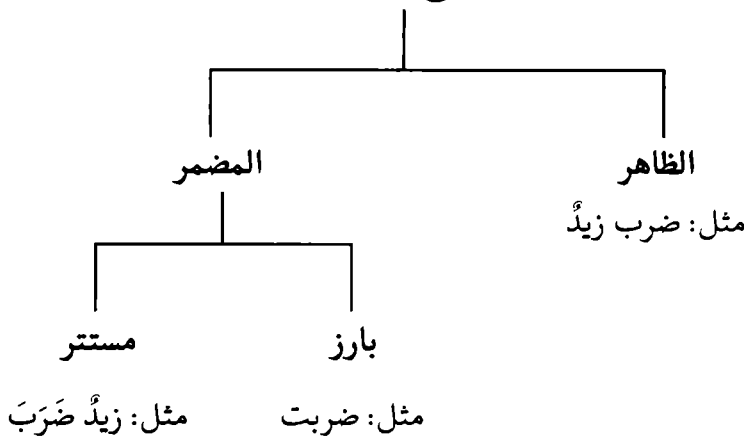 الظاهر
المضمر
مثل: ضرب زيدٌ
بارز
مستتر
مثل: ضربت
مثل: زيدٌ ضَرَبَ